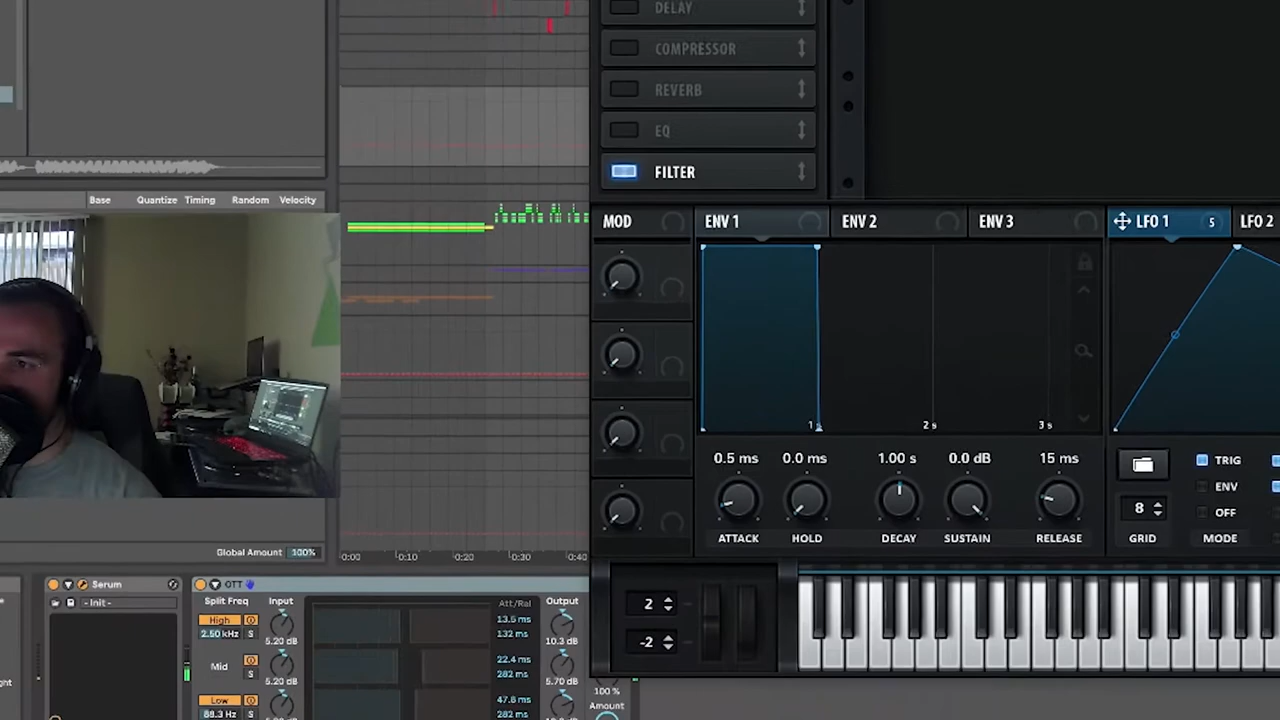 DELAY
COMPRESSOR
REVERB
EQ
FILTER
Base Quantize Timing Random Velocity
MOD ENV 1 ENV 2 ENV 3 LFO 1 5 LFO 2
1 s 2 s 3 s
0.5 ms 0.0 ms 1.00 s 0.0 dB 15 ms
ATTACK HOLD DECAY SUSTAIN RELEASE
TRIG
ENV
OFF
8
GRID MODE
Global Amount 100%
0:00 0:10 0:20 0:30 0:40
2
-2
Serum
-Init-
OTT
Split Freq Input Att/Rel Output
High S
2.50 kHz
5.20 dB
13.5 ms
132 ms
10.3 dB
Mid S
5.20 dB
22.4 ms
282 ms
5.70 dB
Low S
88.3 Hz
47.8 ms
282 ms
100 %
Amount